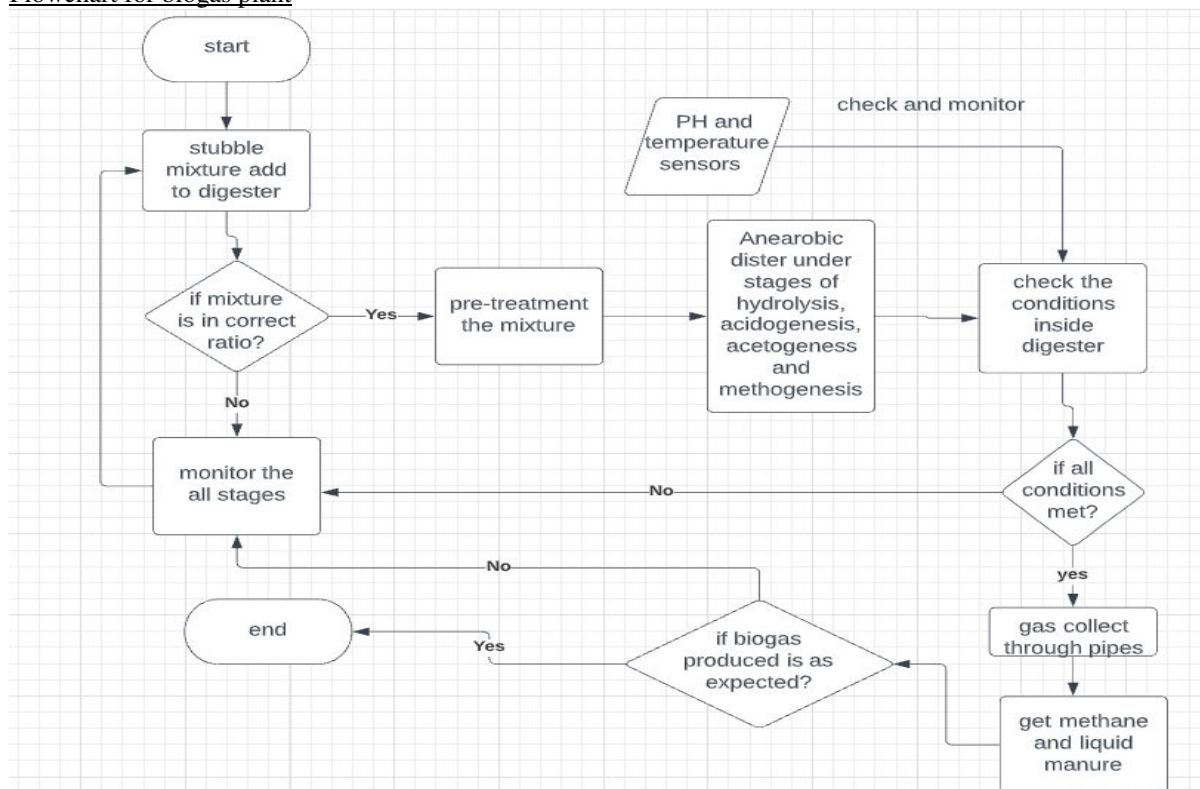 Flowchart for biogas plant
start
stubble
mixture add
to digester
if mixture
is in correct
ratio?
Yes
No
pre-treatment
the mixture
Anearobic
dister under
stages of
hydrolysis,
acidogenesis,
acetogeness
and
methogenesis
PH and
temperature
sensors
check and monitor
check the
conditions
inside
digester
if all
conditions
met?
No
yes
monitor the
all stages
gas collect
through pipes
get methane
and liquid
manure
if biogas
produced is as
expected?
No
Yes
end